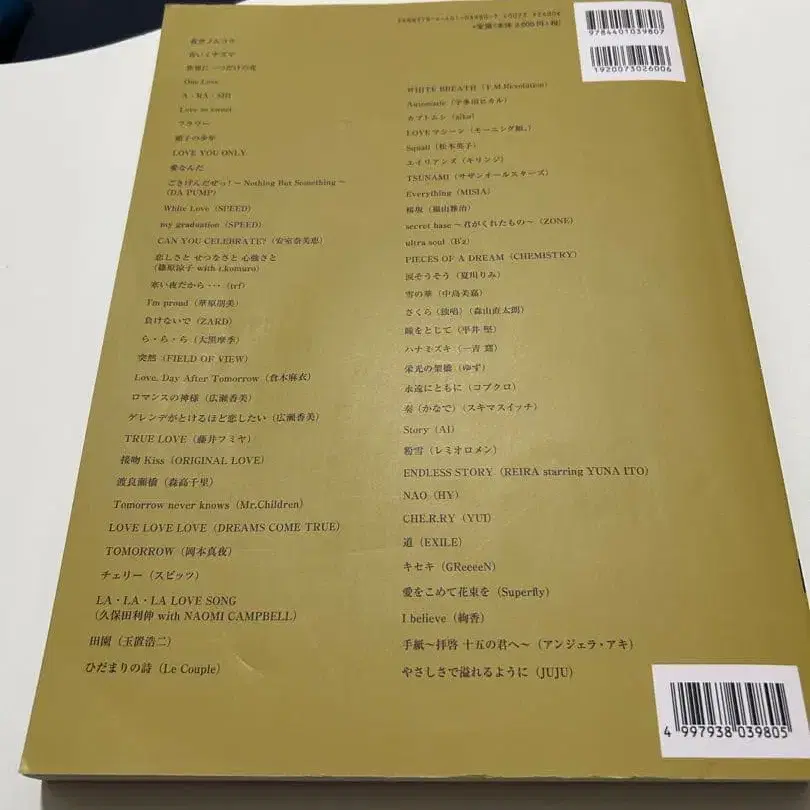 9784401039807
1920073026006
夜空ノムコウ
青いイナズマ
世界に一つだけの花
One Love
A・RA・SHI
Love so sweet
フラワー
硝子の少年
LOVE YOU ONLY
愛なんだ
ごきげんだぜっ!～Nothing But Something～
(DA PUMP)
White Love (SPEED)
my graduation (SPEED)
CAN YOU CELEBRATE? (安室奈美恵)
恋しさと せつなさと 心強さと
(篠原涼子 with t.komuro)
寒い夜だから・・・(trf)
I'm proud (華原朋美)
負けないで (ZARD)
ら・ら・ら (大黒摩季)
突然 (FIELD OF VIEW)
Love, Day After Tomorrow (倉木麻衣)
ロマンスの神様 (広瀬香美)
ゲレンデがとけるほど恋したい (広瀬香美)
TRUE LOVE (藤井フミヤ)
接吻 Kiss (ORIGINAL LOVE)
渡良瀬橋 (森高千里)
Tomorrow never knows (Mr.Children)
LOVE LOVE LOVE (DREAMS COME TRUE)
TOMORROW (岡本真夜)
チェリー (スピッツ)
LA・LA・LA LOVE SONG
(久保田利伸 with NAOMI CAMPBELL)
田園 (玉置浩二)
ひだまりの詩 (Le Couple)
WHITE BREATH (T.M.Revolution)
Automatic (宇多田ヒカル)
カブトムシ (aiko)
LOVEマシーン (モーニング娘。)
Squall (松本英子)
エイリアンズ (キリンジ)
TSUNAMI (サザンオールスターズ)
Everything (MISIA)
桜坂 (福山雅治)
secret base ～君がくれたもの～ (ZONE)
ultra soul (B'z)
PIECES OF A DREAM (CHEMISTRY)
涙そうそう (夏川りみ)
雪の華 (中島美嘉)
さくら (独唱) (森山直太朗)
瞳をとじて (平井 堅)
ハナミズキ (一青 窈)
栄光の架橋 (ゆず)
永遠にともに (コブクロ)
奏 (かなで) (スキマスイッチ)
Story (AI)
粉雪 (レミオロメン)
ENDLESS STORY (REIRA starring YUNA ITO)
NAO (HY)
CHE.R.RY (YUI)
道 (EXILE)
キセキ (GReeeeN)
愛をこめて花束を (Superfly)
I believe (絢香)
手紙～拝啓 十五の君へ～ (アンジェラ・アキ)
やさしさで溢れるように (JUJU)
4 997938 039805